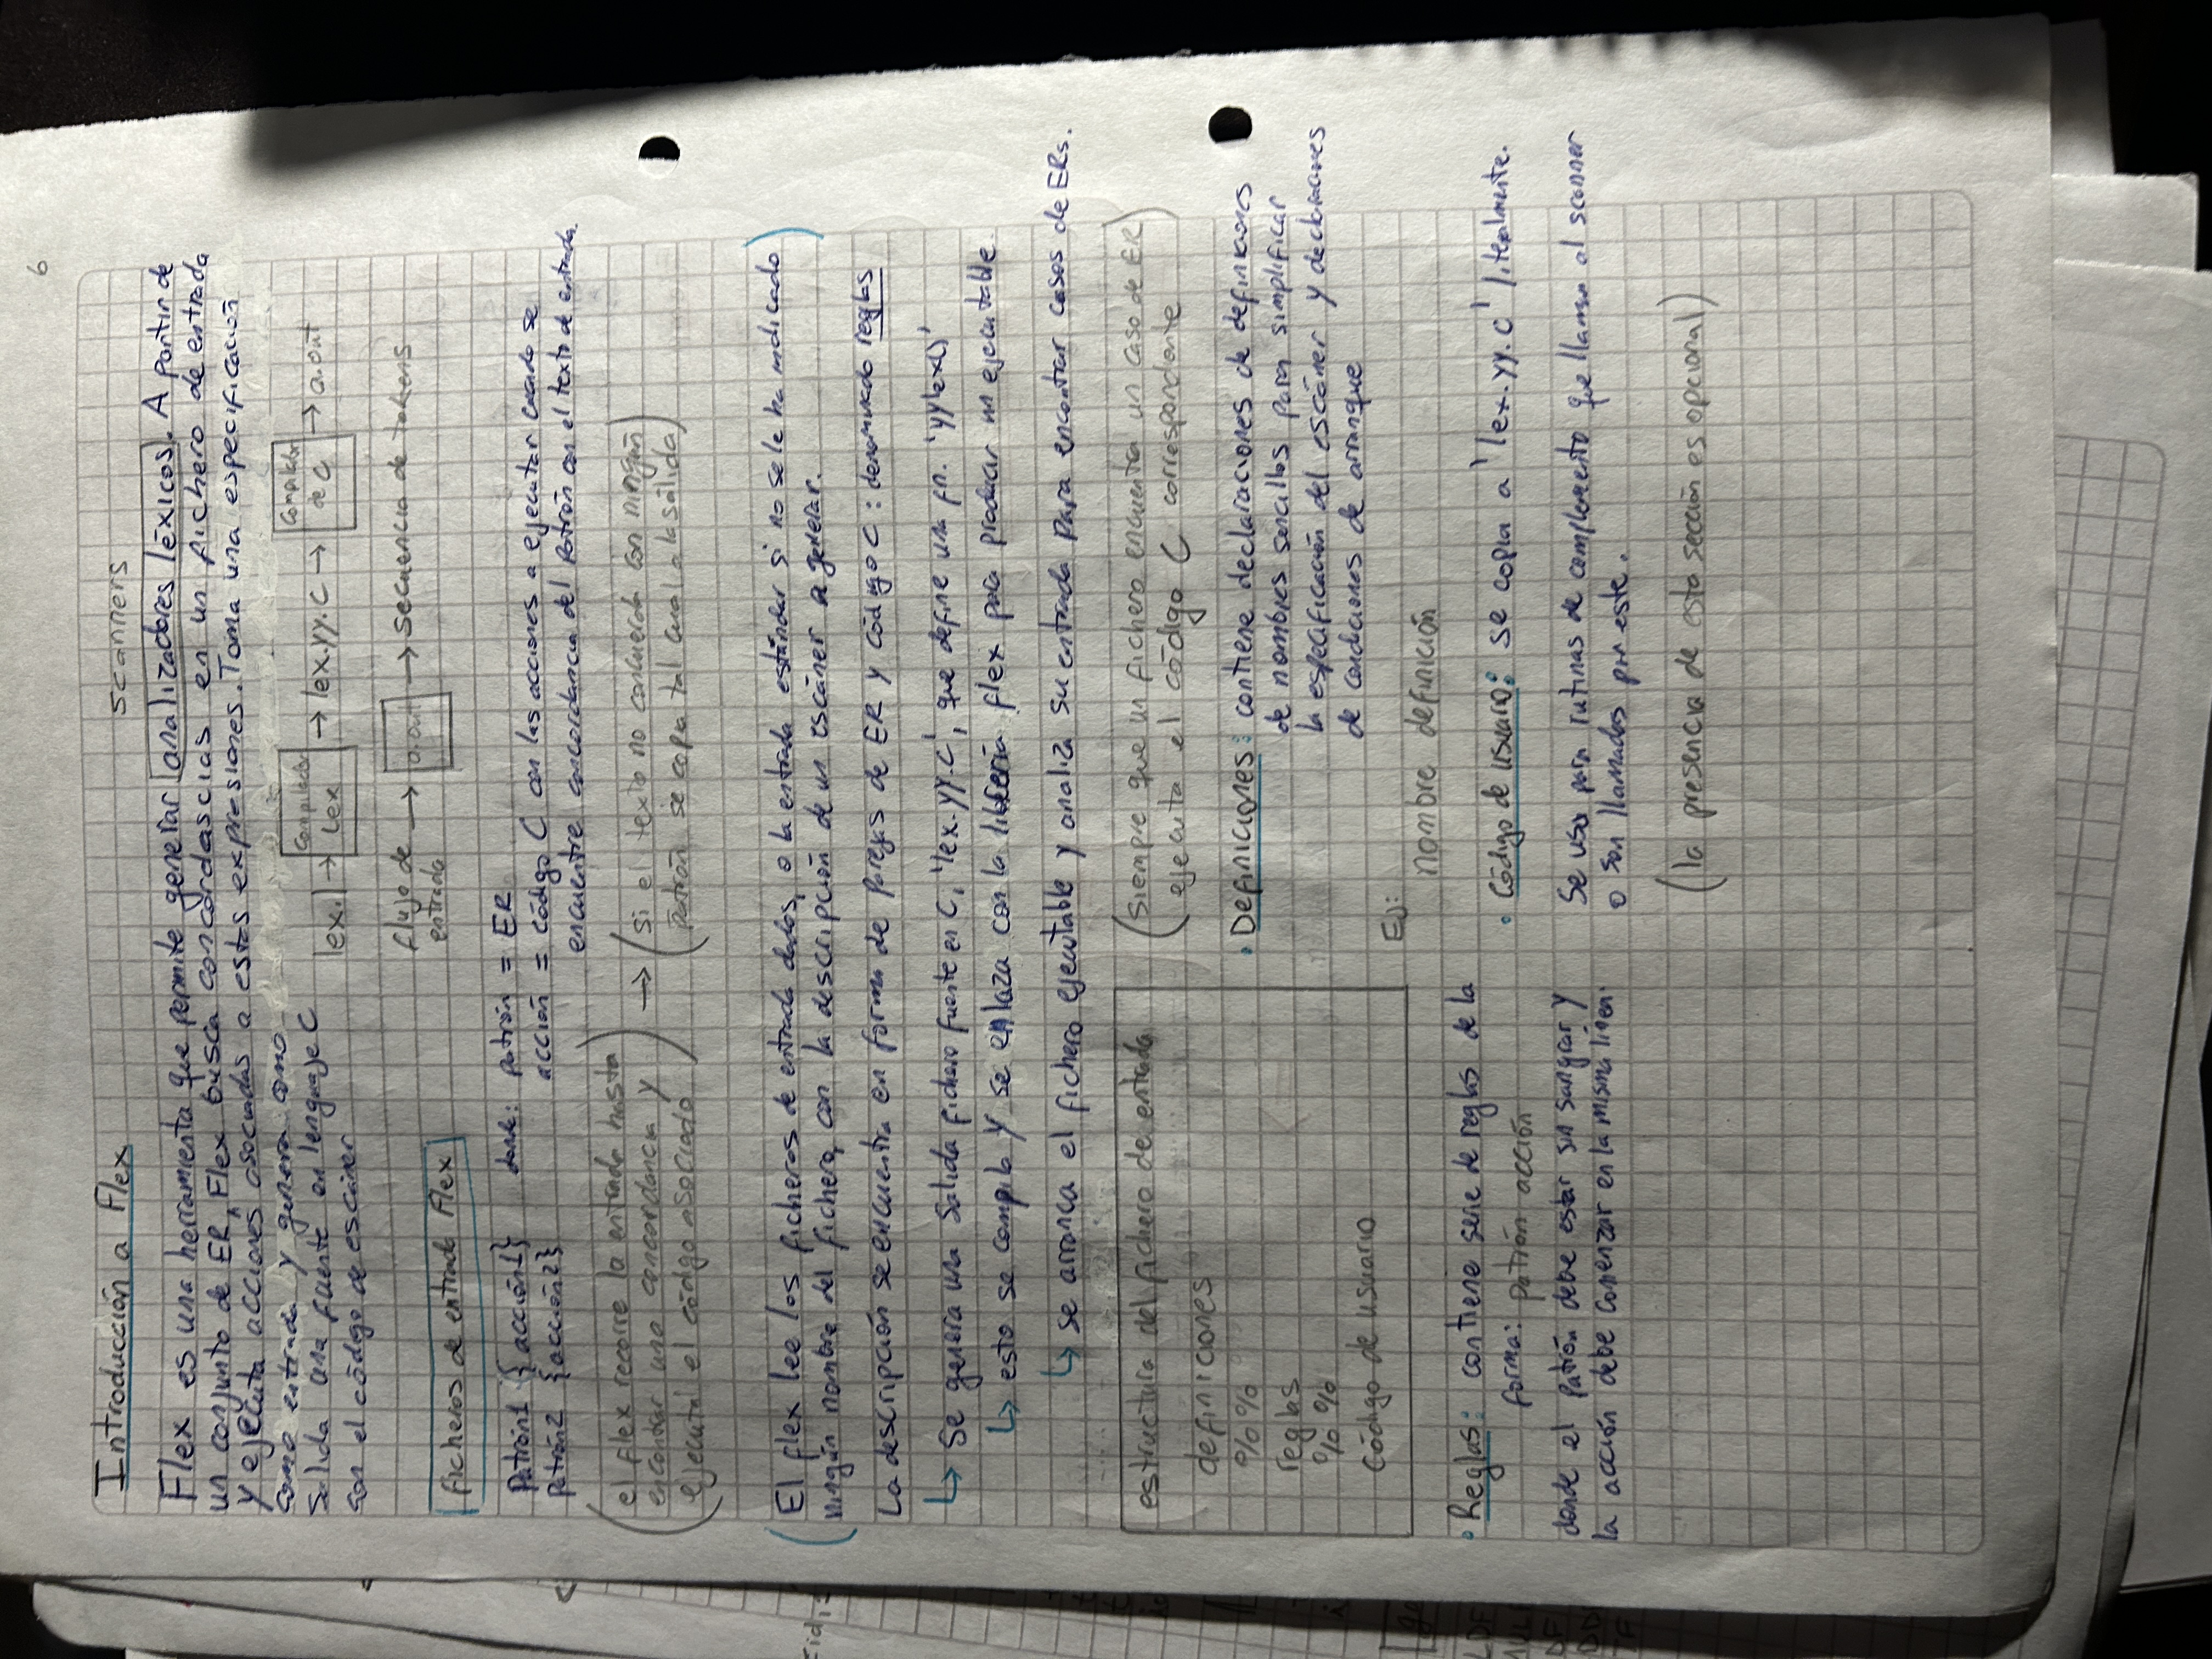 6
Introducción a Flex
scanners
Flex es una herramienta que permite generar analizadores léxicos. A partir de
un conjunto de ER, Flex busca concordascias en un fichero de entrada
y ejecuta acciones asociadas a estas expresiones. Toma una especificación
como entrada y genera como
salida una fuente en lenguaje C
con el código de escáner
lex.l → Compilador Lex → lex.yy.c → Compilador de C → a.out
flujo de entrada → a.out → secuencia de tokens
ficheros de entrada Flex
Patrón1 {acción1} donde: patrón = ER
Patrón2 {acción2} acción = código C con las acciones a ejecutar cuando se
encuentre concordancia del patrón con el texto de entrada.
(el flex recorre la entrada hasta
encontrar una concordancia y
ejecuta el código asociado)
→ (si el texto no concuerda con ningún
patrón se copia tal cual a la sálida)
(El flex lee los ficheros de entrada dados, o la entrada estándar si no se le ha indicado
ningún nombre del fichero, con la descripción de un escáner a generar.)
La descripción se encuentra en forma de parejas de ER y código C: denominado reglas
↳ Se genera una Salida fichero fuente en C, 'lex.yy.c', que define una fn. 'yylex()'
↳ esto se compila y se enlaza con la librería flex para producir un ejecutable
↳ se arranca el fichero ejecutable y analiza su entrada para encontrar casos de ERs.
estructura del fichero de entrada
definiciones
%%
reglas
%%
código de usuario
(siempre que un fichero encuentra un caso de ER
ejecuta el código C correspondante)
• Definiciones: contiene declaraciones de definiciones
de nombres sencillos para simplificar
la especificación del escáner y declaraciones
de condiciones de arranque
Ej:
nombre definición
• Reglas: contiene serie de reglas de la
forma: patrón acción
donde el patrón debe estar sin sangrar y
la acción debe comenzar en la misma línea.
• Código de usuario: se copia a 'lex.yy.c' literalmente.
Se usa para rutinas de complemento que llaman al scanner
o son llamadas por este.
(la presencia de esta sección es opcional)